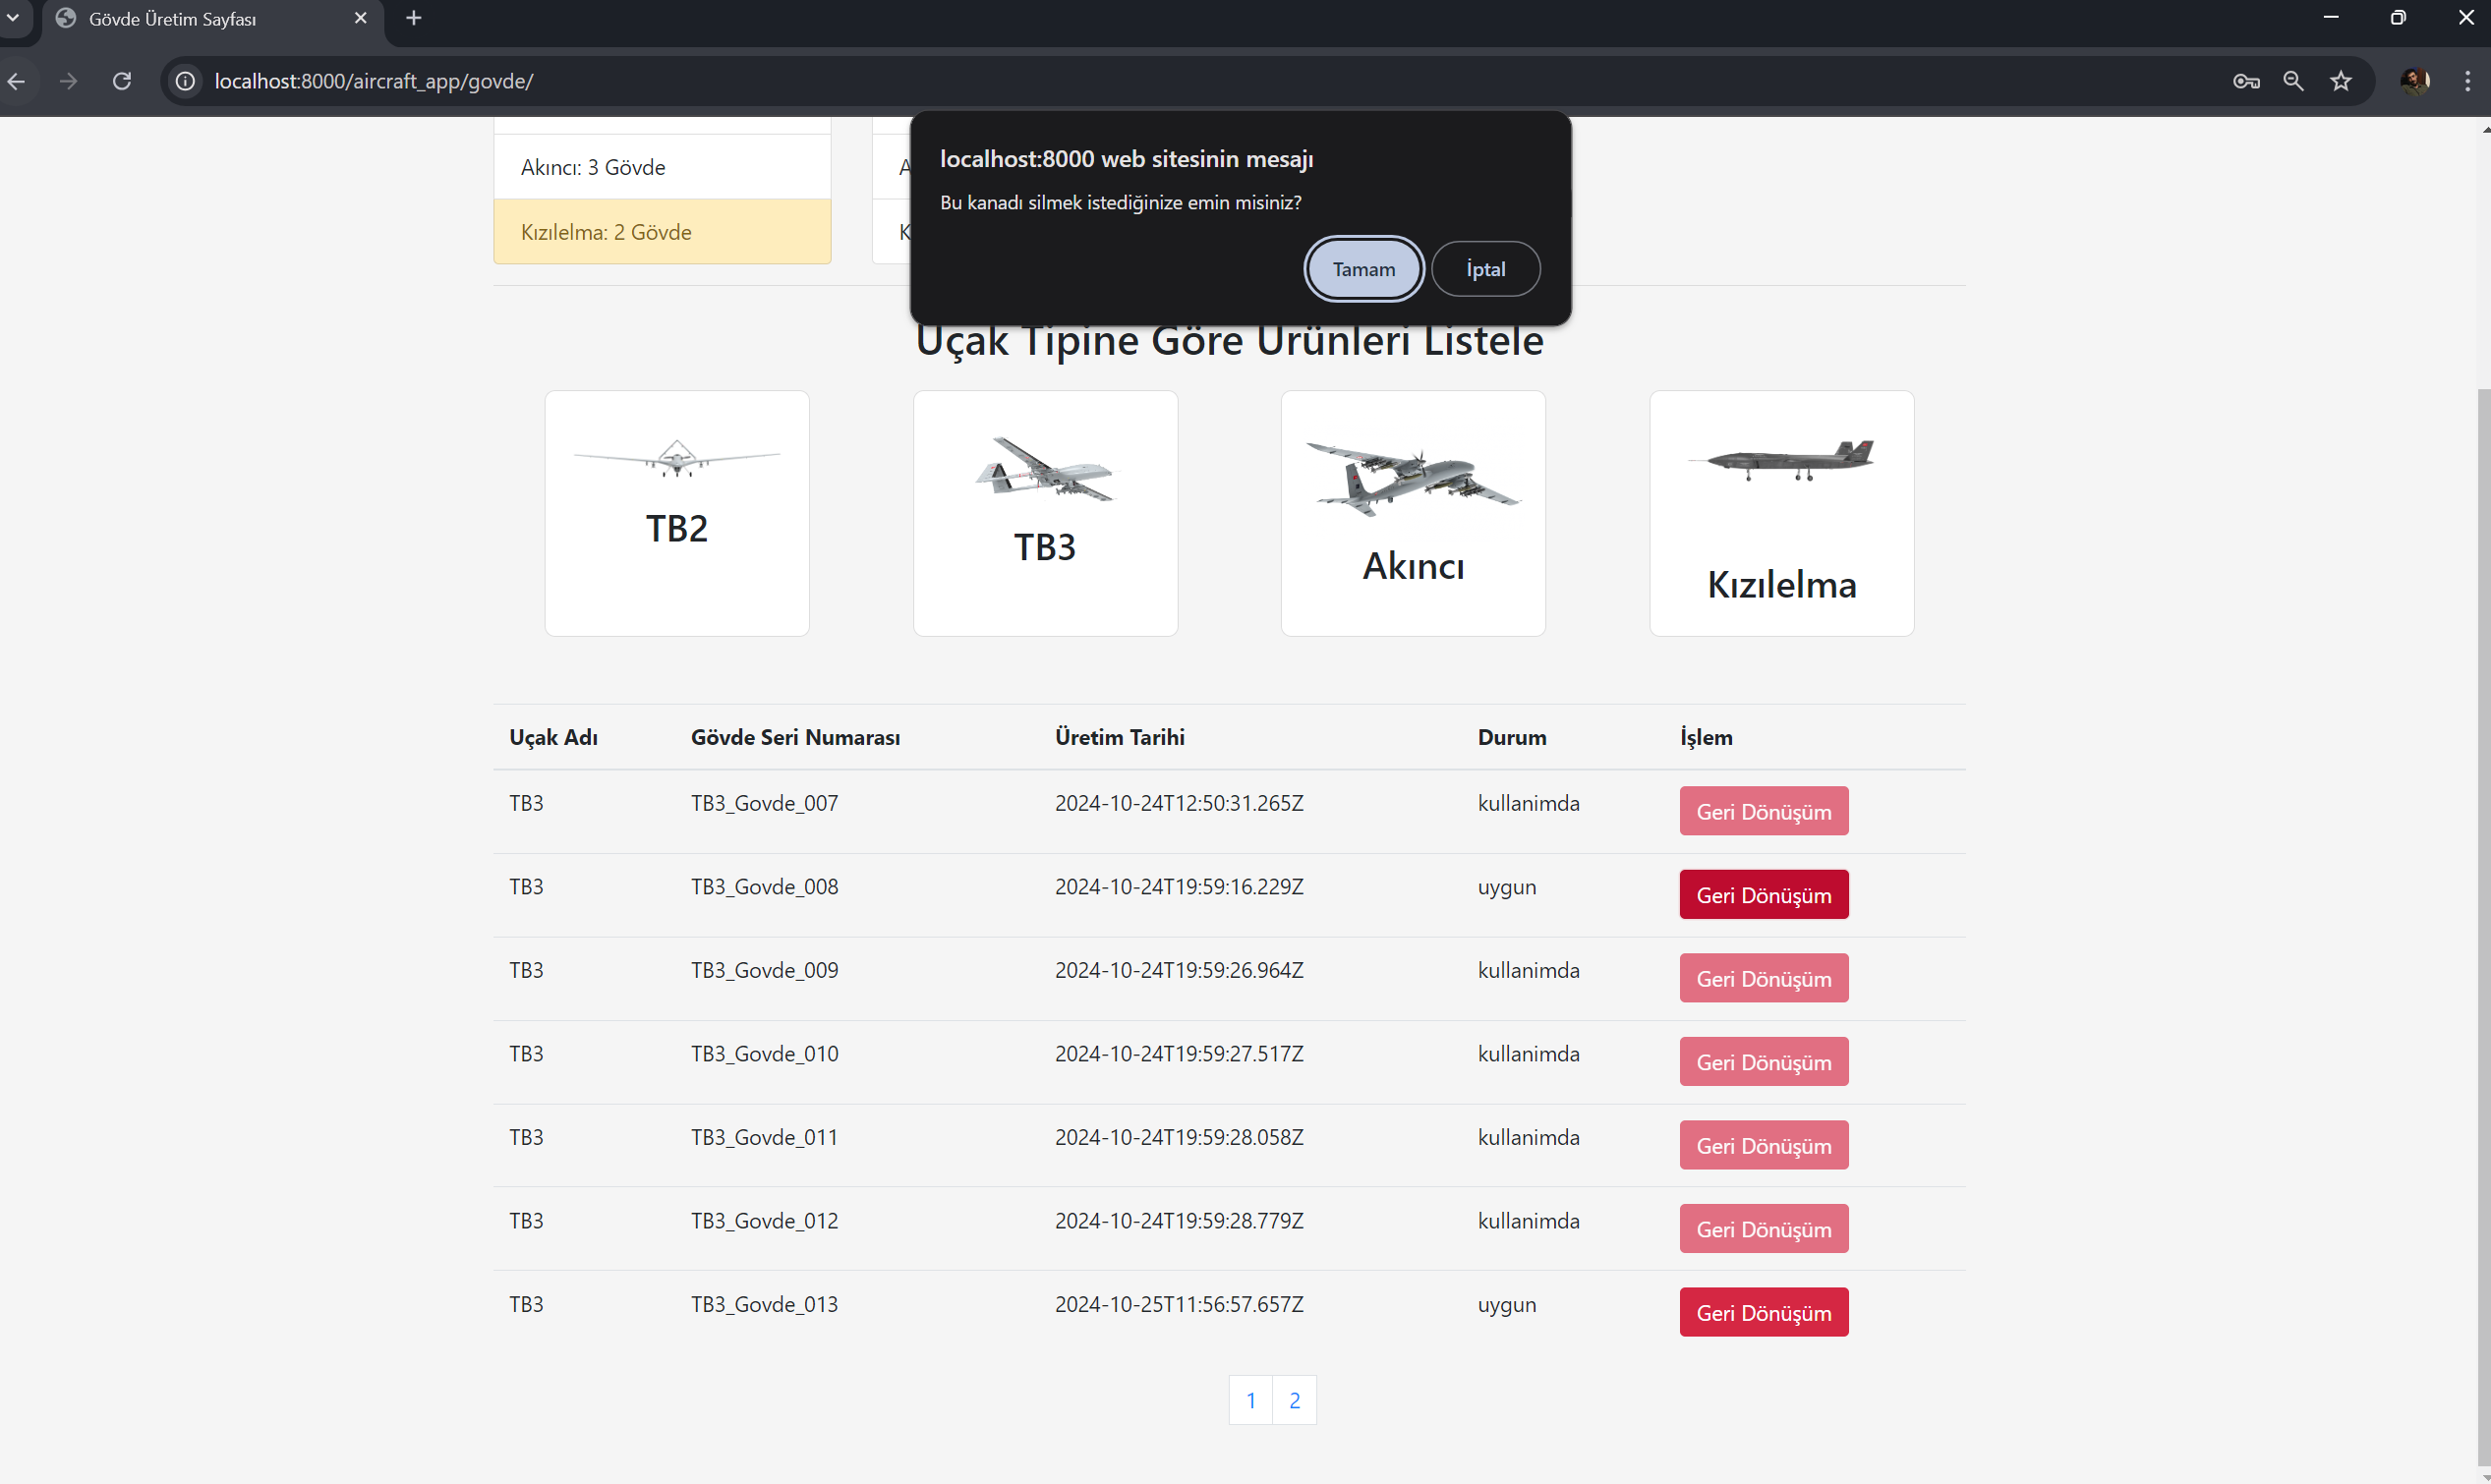 Gövde Üretim Sayfası
localhost:8000/aircraft_app/govde/
localhost:8000 web sitesinin mesajı
Bu kanadı silmek istediğinize emin misiniz?
Tamam İptal
Akıncı: 3 Gövde A
Kızılelma: 2 Gövde K
Uçak Tipine Göre Ürünleri Listele
TB2
TB3
Akıncı
Kızılelma
Uçak Adı Gövde Seri Numarası Üretim Tarihi Durum İşlem
TB3 TB3_Govde_007 2024-10-24T12:50:31.265Z kullanimda Geri Dönüşüm
TB3 TB3_Govde_008 2024-10-24T19:59:16.229Z uygun Geri Dönüşüm
TB3 TB3_Govde_009 2024-10-24T19:59:26.964Z kullanimda Geri Dönüşüm
TB3 TB3_Govde_010 2024-10-24T19:59:27.517Z kullanimda Geri Dönüşüm
TB3 TB3_Govde_011 2024-10-24T19:59:28.058Z kullanimda Geri Dönüşüm
TB3 TB3_Govde_012 2024-10-24T19:59:28.779Z kullanimda Geri Dönüşüm
TB3 TB3_Govde_013 2024-10-25T11:56:57.657Z uygun Geri Dönüşüm
1 2